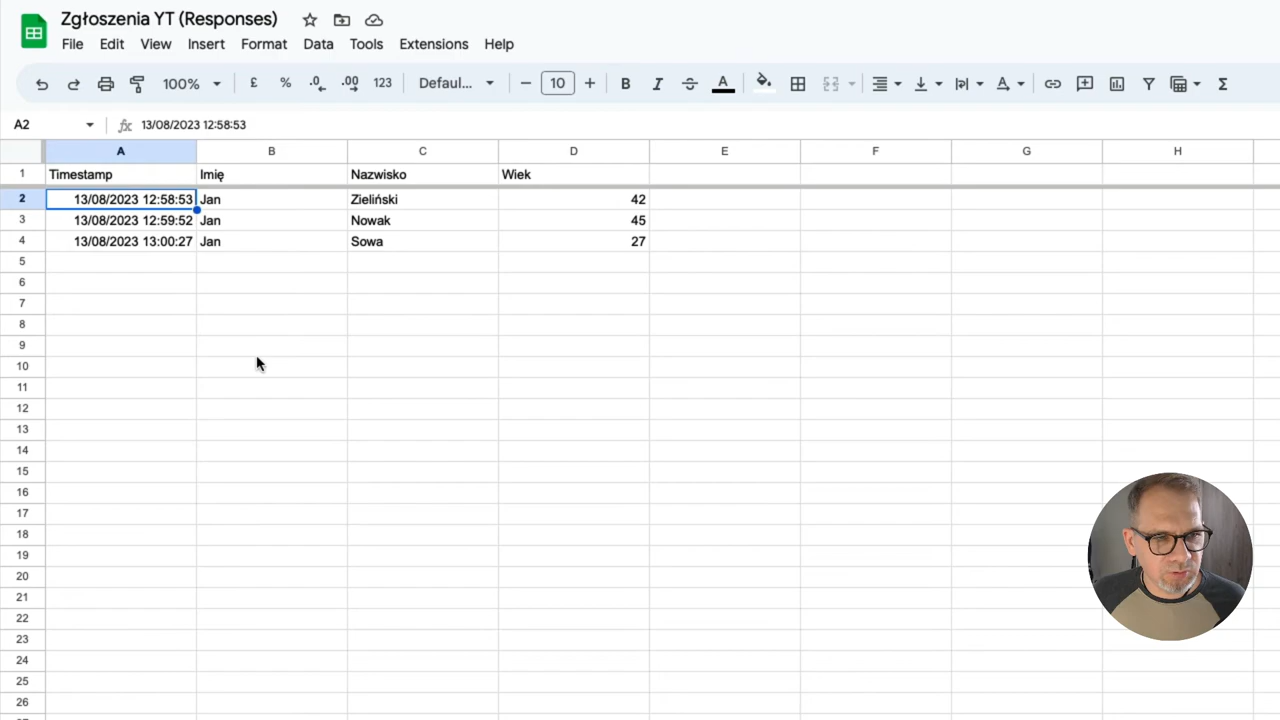 Zgłoszenia YT (Responses)
File Edit View Insert Format Data Tools Extensions Help
100% £ % .0 .00 123 Defaul... 10 B I A Σ
A2 fx 13/08/2023 12:58:53
A B C D E F G H
1 Timestamp Imię Nazwisko Wiek
2 13/08/2023 12:58:53 Jan Zieliński 42
3 13/08/2023 12:59:52 Jan Nowak 45
4 13/08/2023 13:00:27 Jan Sowa 27
5
6
7
8
9
10
11
12
13
14
15
16
17
18
19
20
21
22
23
24
25
26